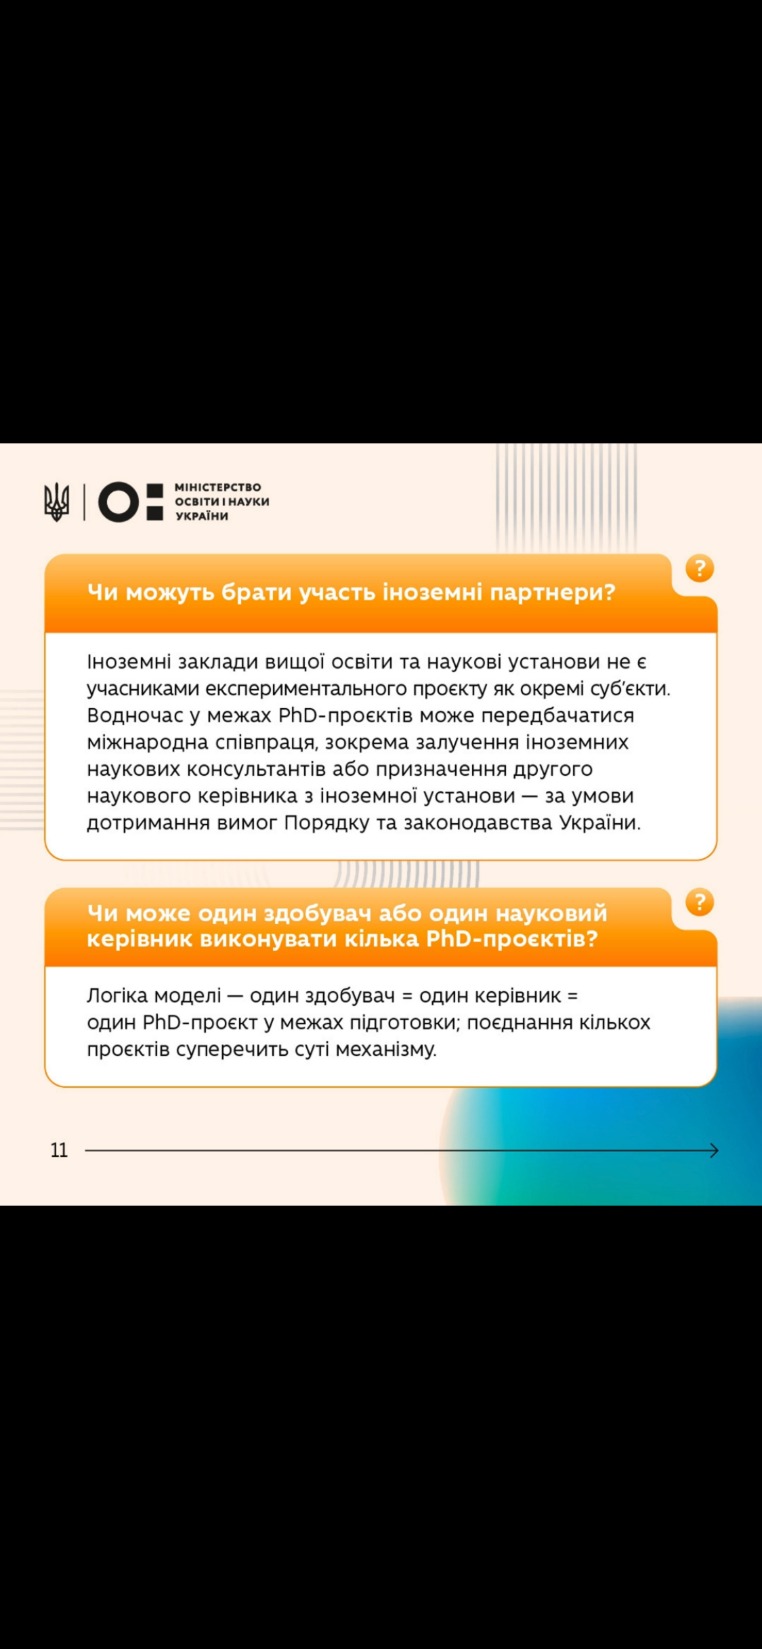 МІНІСТЕРСТВО
ОСВІТИ І НАУКИ
УКРАЇНИ
?
Чи можуть брати участь іноземні партнери?
Іноземні заклади вищої освіти та наукові установи не є
учасниками експериментального проєкту як окремі суб’єкти.
Водночас у межах PhD-проєктів може передбачатися
міжнародна співпраця, зокрема залучення іноземних
наукових консультантів або призначення другого
наукового керівника з іноземної установи — за умови
дотримання вимог Порядку та законодавства України.
?
Чи може один здобувач або один науковий
керівник виконувати кілька PhD-проєктів?
Логіка моделі — один здобувач = один керівник =
один PhD-проєкт у межах підготовки; поєднання кількох
проєктів суперечить суті механізму.
11